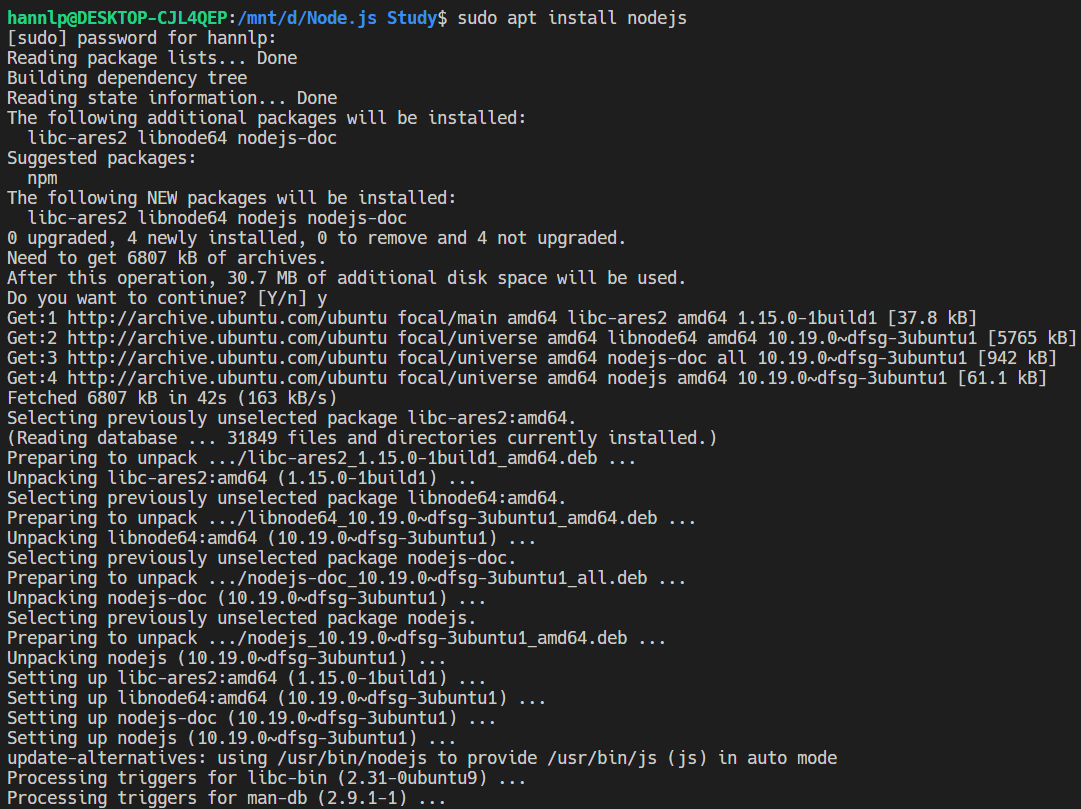 hannlp@DESKTOP-CJL4QEP:/mnt/d/Node.js Study$ sudo apt install nodejs
[sudo] password for hannlp:
Reading package lists... Done
Building dependency tree
Reading state information... Done
The following additional packages will be installed:
  libc-ares2 libnode64 nodejs-doc
Suggested packages:
  npm
The following NEW packages will be installed:
  libc-ares2 libnode64 nodejs nodejs-doc
0 upgraded, 4 newly installed, 0 to remove and 4 not upgraded.
Need to get 6807 kB of archives.
After this operation, 30.7 MB of additional disk space will be used.
Do you want to continue? [Y/n] y
Get:1 http://archive.ubuntu.com/ubuntu focal/main amd64 libc-ares2 amd64 1.15.0-1build1 [37.8 kB]
Get:2 http://archive.ubuntu.com/ubuntu focal/universe amd64 libnode64 amd64 10.19.0~dfsg-3ubuntu1 [5765 kB]
Get:3 http://archive.ubuntu.com/ubuntu focal/universe amd64 nodejs-doc all 10.19.0~dfsg-3ubuntu1 [942 kB]
Get:4 http://archive.ubuntu.com/ubuntu focal/universe amd64 nodejs amd64 10.19.0~dfsg-3ubuntu1 [61.1 kB]
Fetched 6807 kB in 42s (163 kB/s)
Selecting previously unselected package libc-ares2:amd64.
(Reading database ... 31849 files and directories currently installed.)
Preparing to unpack .../libc-ares2_1.15.0-1build1_amd64.deb ...
Unpacking libc-ares2:amd64 (1.15.0-1build1) ...
Selecting previously unselected package libnode64:amd64.
Preparing to unpack .../libnode64_10.19.0~dfsg-3ubuntu1_amd64.deb ...
Unpacking libnode64:amd64 (10.19.0~dfsg-3ubuntu1) ...
Selecting previously unselected package nodejs-doc.
Preparing to unpack .../nodejs-doc_10.19.0~dfsg-3ubuntu1_all.deb ...
Unpacking nodejs-doc (10.19.0~dfsg-3ubuntu1) ...
Selecting previously unselected package nodejs.
Preparing to unpack .../nodejs_10.19.0~dfsg-3ubuntu1_amd64.deb ...
Unpacking nodejs (10.19.0~dfsg-3ubuntu1) ...
Setting up libc-ares2:amd64 (1.15.0-1build1) ...
Setting up libnode64:amd64 (10.19.0~dfsg-3ubuntu1) ...
Setting up nodejs-doc (10.19.0~dfsg-3ubuntu1) ...
Setting up nodejs (10.19.0~dfsg-3ubuntu1) ...
update-alternatives: using /usr/bin/nodejs to provide /usr/bin/js (js) in auto mode
Processing triggers for libc-bin (2.31-0ubuntu9) ...
Processing triggers for man-db (2.9.1-1) ...